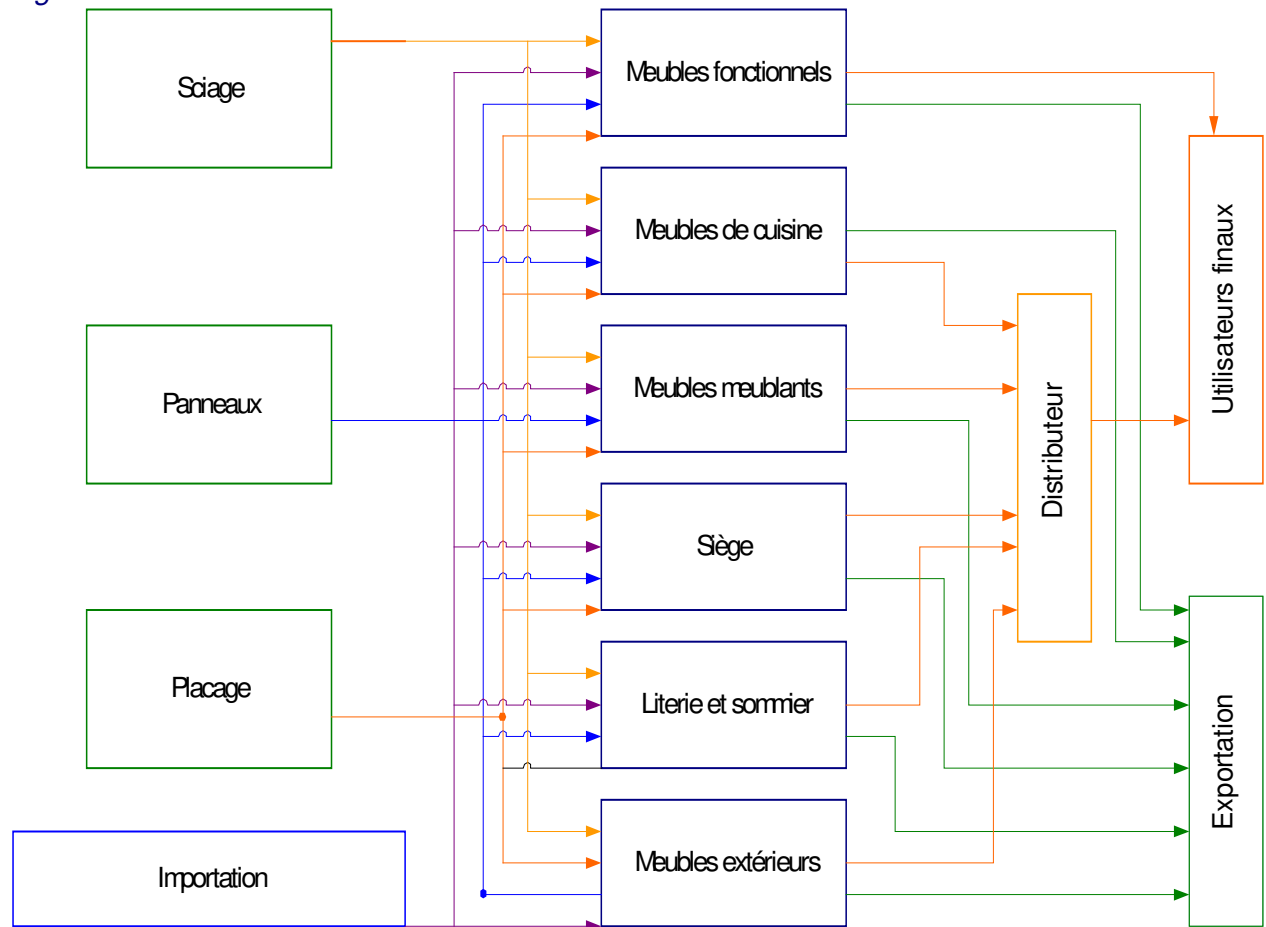 Sciage
Panneaux
Placage
Importation
Meubles fonctionnels
Meubles de cuisine
Meubles meublants
Siège
Literie et sommier
Meubles extérieurs
Distributeur
Utilisateurs finaux
Exportation